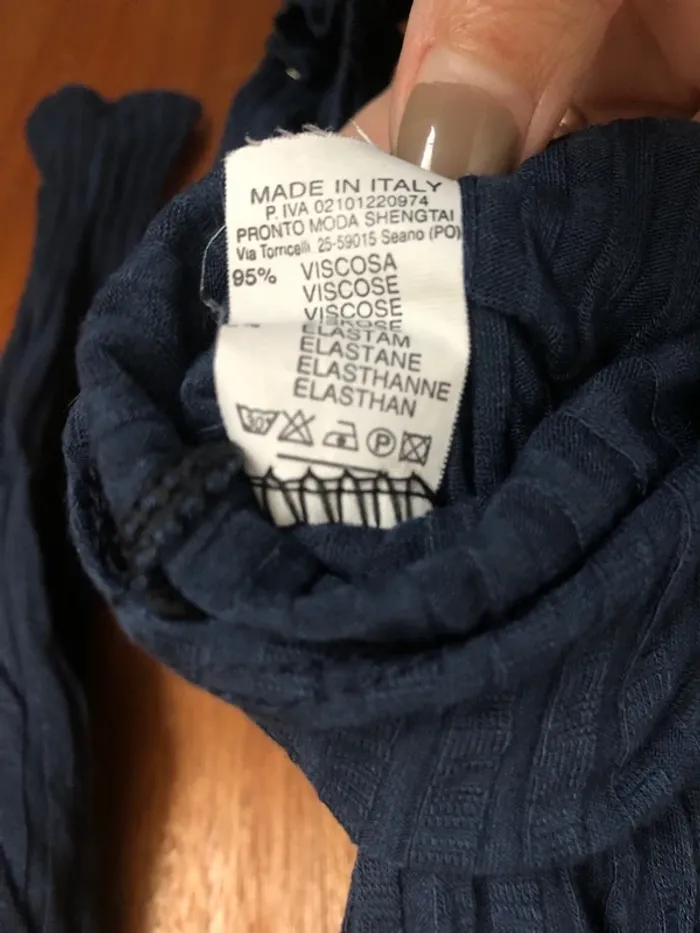 MADE IN ITALY
P. IVA 02101220974
PRONTO MODA SHENGTAI
Via Torricelli 25-59015 Seano (PO)
95% VISCOSA
VISCOSE
VISCOSE
ELASTAM
ELASTANE
ELASTHANNE
ELASTHAN
30°
P